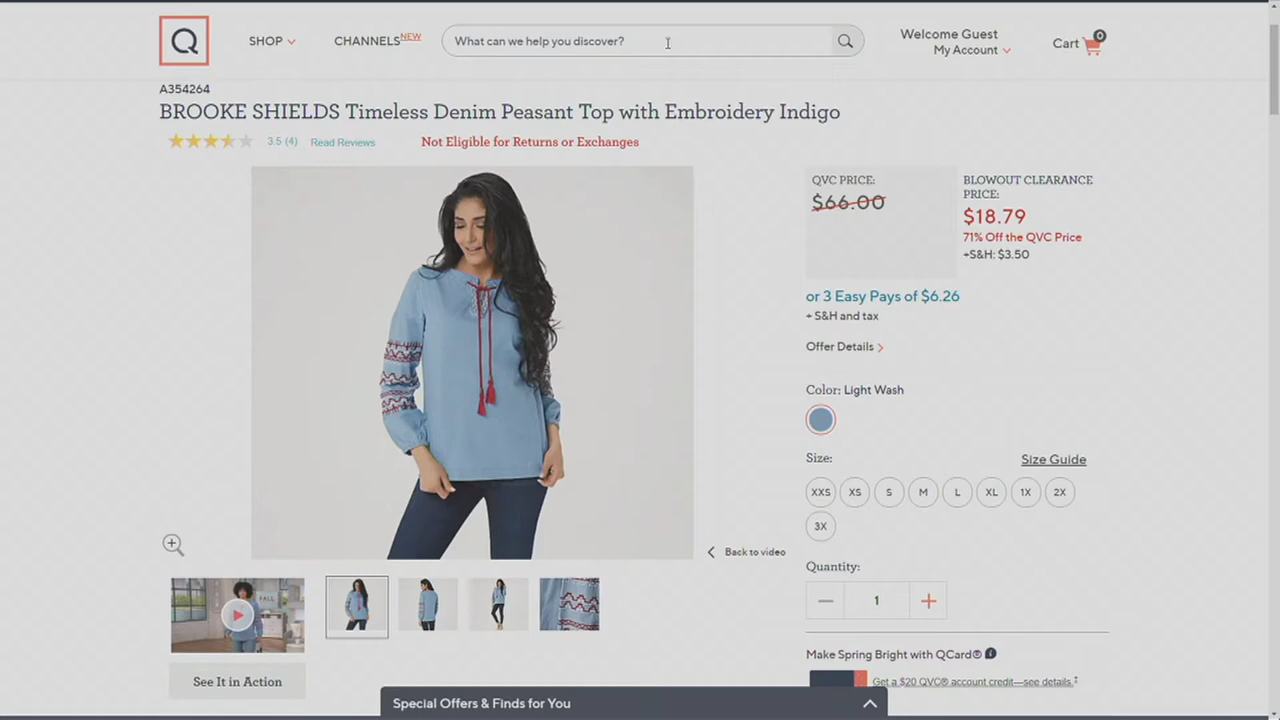 Q
SHOP
CHANNELS NEW
What can we help you discover?
Welcome Guest
My Account
Cart 0
A354264
BROOKE SHIELDS Timeless Denim Peasant Top with Embroidery Indigo
3.5 (4) Read Reviews Not Eligible for Returns or Exchanges
QVC PRICE:
$66.00
BLOWOUT CLEARANCE
PRICE:
$18.79
71% Off the QVC Price
+S&H: $3.50
or 3 Easy Pays of $6.26
+ S&H and tax
Offer Details
Color: Light Wash
Size: Size Guide
XXS XS S M L XL 1X 2X
3X
Back to video
Quantity:
1
FALL
See It in Action
Make Spring Bright with QCard®
Get a $20 QVC® account credit—see details.‡
Special Offers & Finds for You